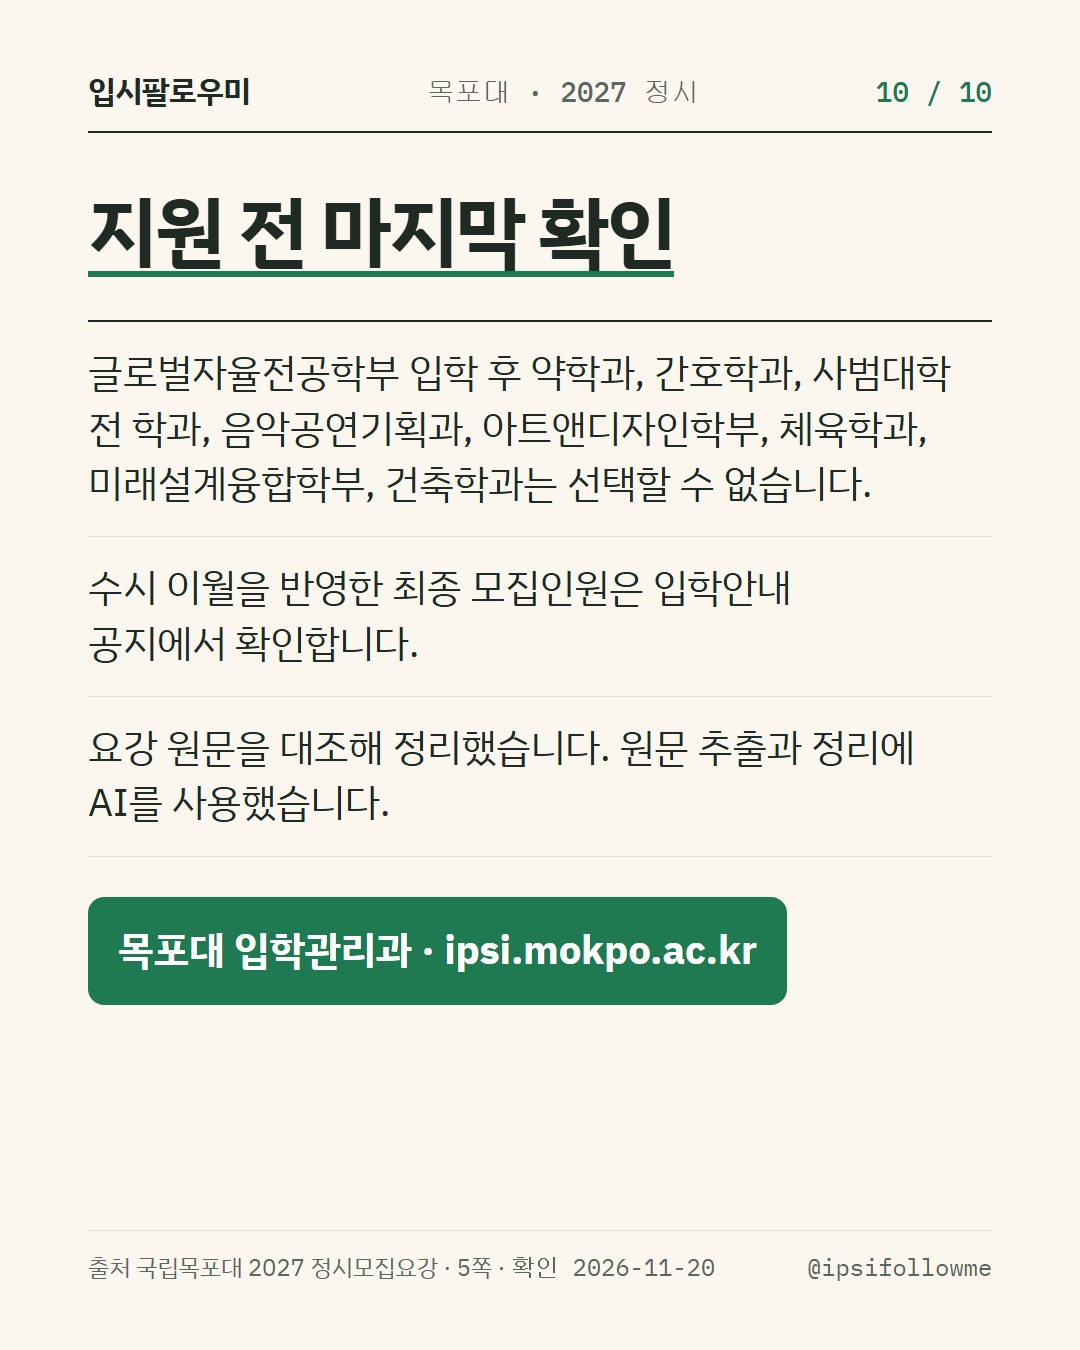 입시팔로우미
목포대 · 2027 정시
10 / 10
지원 전 마지막 확인
글로벌자율전공학부 입학 후 약학과, 간호학과, 사범대학
전 학과, 음악공연기획과, 아트앤디자인학부, 체육학과,
미래설계융합학부, 건축학과는 선택할 수 없습니다.
수시 이월을 반영한 최종 모집인원은 입학안내
공지에서 확인합니다.
요강 원문을 대조해 정리했습니다. 원문 추출과 정리에
AI를 사용했습니다.
목포대 입학관리과 · ipsi.mokpo.ac.kr
출처 국립목포대 2027 정시모집요강 · 5쪽 · 확인 2026-11-20
@ipsifollowme